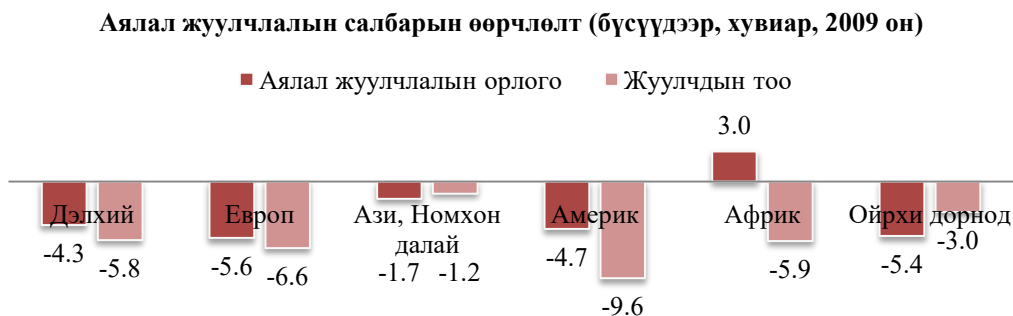 Аялал жуулчлалын салбарын өөрчлөлт (бүсүүдээр, хувиар, 2009 он)
Аялал жуулчлалын орлого Жуулчдын тоо
3.0
Дэлхий Европ Ази, Номхон Америк Африк Ойрхи дорнод
далай
-4.3 -5.8 -5.6 -6.6 -1.7 -1.2 -4.7 -9.6 -5.9 -5.4 -3.0